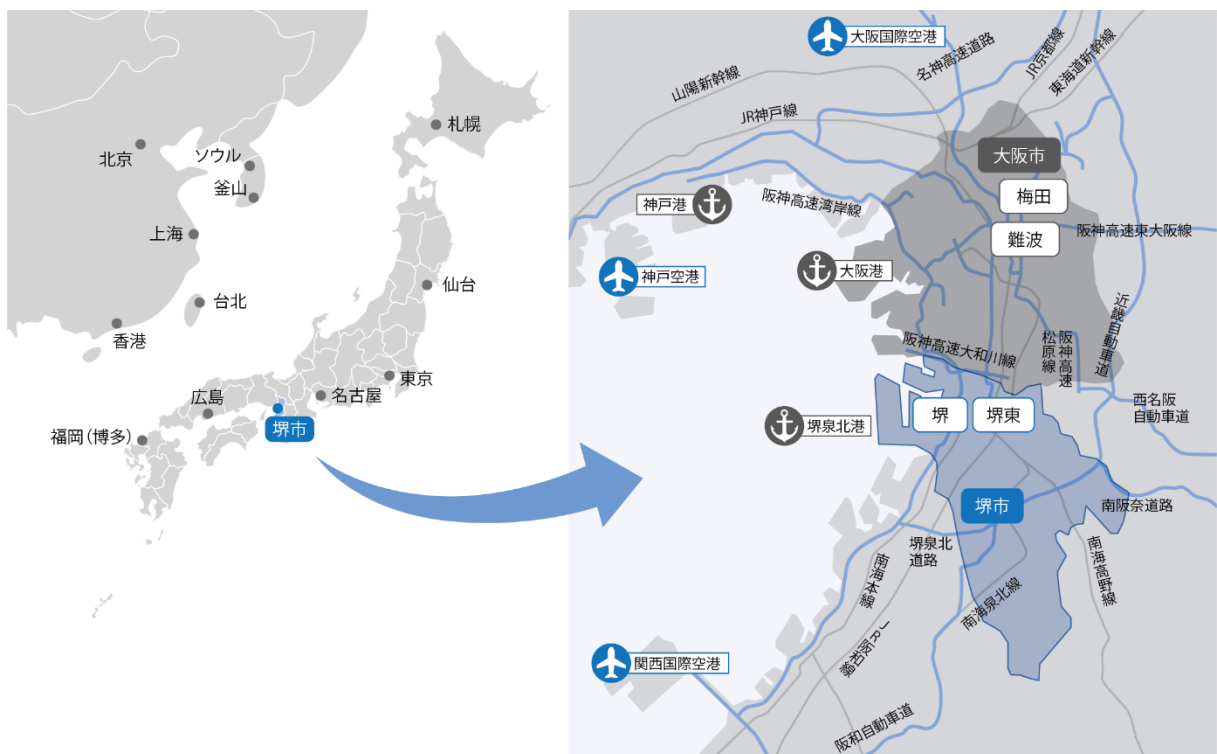 札幌
北京
ソウル
釜山
上海
仙台
台北
香港
東京
名古屋
広島
堺市
福岡(博多)
大阪国際空港
名神高速道路
JR京都線
東海道新幹線
山陽新幹線
JR神戸線
大阪市
梅田
難波
神戸港
阪神高速湾岸線
阪神高速東大阪線
大阪港
神戸空港
近畿自動車道
阪神高速大和川線
阪神高速
松原線
西名阪
自動車道
堺泉北港
堺
堺東
堺市
南阪奈道路
堺泉北
道路
南海本線
南海高野線
南海泉北線
JR阪和線
関西国際空港
阪和自動車道